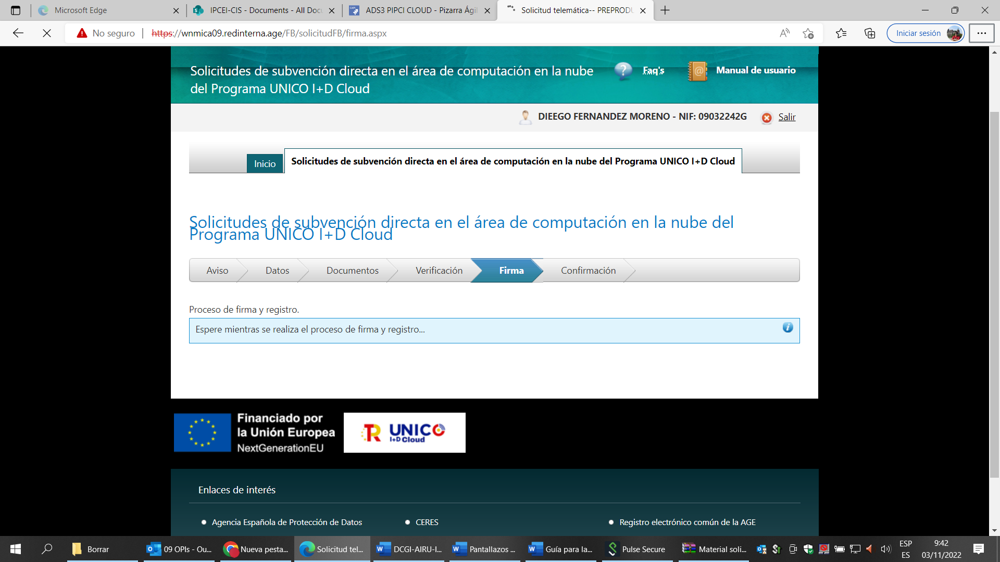 Microsoft Edge
IPCEI-CIS - Documents - All Docu
ADS3 PIPCI CLOUD - Pizarra Ágil
Solicitud telemática-- PREPRODU
No seguro
https://wnmica09.redinterna.age/FB/solicitudFB/firma.aspx
Iniciar sesión
Solicitudes de subvención directa en el área de computación en la nube
del Programa UNICO I+D Cloud
Faq's
Manual de usuario
DIEEGO FERNANDEZ MORENO - NIF: 09032242G
Salir
Inicio
Solicitudes de subvención directa en el área de computación en la nube del Programa UNICO I+D Cloud
Solicitudes de subvención directa en el área de computación en la nube del
Programa UNICO I+D Cloud
Aviso
Datos
Documentos
Verificación
Firma
Confirmación
Proceso de firma y registro.
Espere mientras se realiza el proceso de firma y registro...
Financiado por
la Unión Europea
NextGenerationEU
TR
UNICO
I+D Cloud
Enlaces de interés
Agencia Española de Protección de Datos
CERES
Registro electrónico común de la AGE
Borrar
09 OPIs - Ou...
Nueva pesta...
Solicitud tel...
DCGI-AIRU-I...
Pantallazos ...
Guía para la...
Pulse Secure
Material soli...
ESP
ES
9:42
03/11/2022